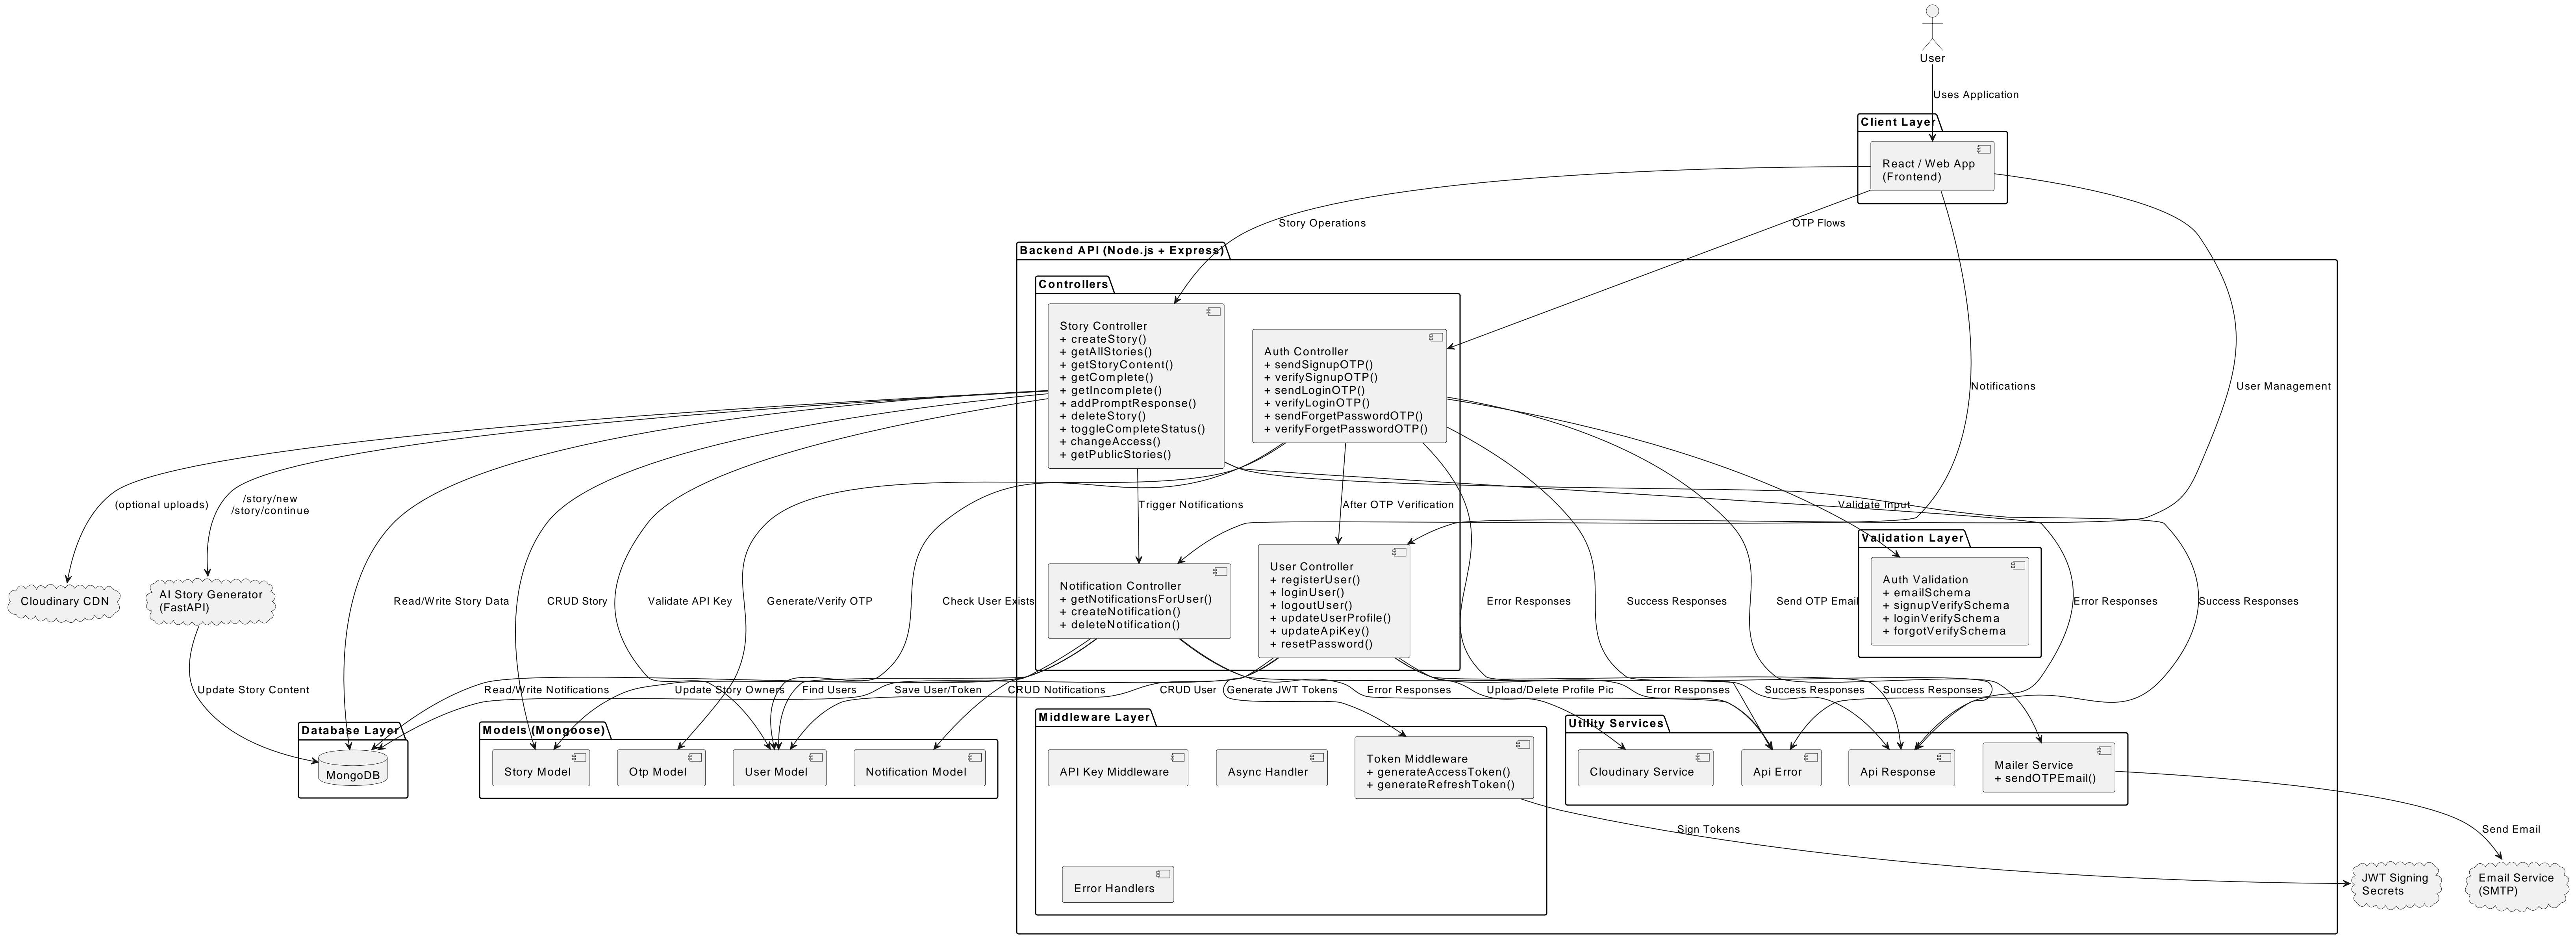 User
Uses Application
Client Layer
React / Web App
(Frontend)
Story Operations
OTP Flows
Backend API (Node.js + Express)
Controllers
Story Controller
+ createStory()
+ getAllStories()
+ getStoryContent()
+ getComplete()
+ getIncomplete()
+ addPromptResponse()
+ deleteStory()
+ toggleCompleteStatus()
+ changeAccess()
+ getPublicStories()
Auth Controller
+ sendSignupOTP()
+ verifySignupOTP()
+ sendLoginOTP()
+ verifyLoginOTP()
+ sendForgetPasswordOTP()
+ verifyForgetPasswordOTP()
Notifications
User Management
(optional uploads)
/story/new
/story/continue
Trigger Notifications
After OTP Verification
Validate Input
Validation Layer
Auth Validation
+ emailSchema
+ signupVerifySchema
+ loginVerifySchema
+ forgotVerifySchema
Cloudinary CDN
AI Story Generator
(FastAPI)
Read/Write Story Data
CRUD Story
Validate API Key
Generate/Verify OTP
Check User Exists
Notification Controller
+ getNotificationsForUser()
+ createNotification()
+ deleteNotification()
User Controller
+ registerUser()
+ loginUser()
+ logoutUser()
+ updateUserProfile()
+ updateApiKey()
+ resetPassword()
Error Responses
Success Responses
Send OTP Email
Error Responses
Success Responses
Update Story Content
Read/Write Notifications
Update Story Owners
Find Users
Save User/Token
CRUD Notifications
CRUD User
Generate JWT Tokens
Error Responses
Upload/Delete Profile Pic
Error Responses
Success Responses
Success Responses
Database Layer
MongoDB
Models (Mongoose)
Story Model
Otp Model
User Model
Notification Model
Middleware Layer
API Key Middleware
Async Handler
Token Middleware
+ generateAccessToken()
+ generateRefreshToken()
Error Handlers
Utility Services
Cloudinary Service
Api Error
Api Response
Mailer Service
+ sendOTPEmail()
Sign Tokens
Send Email
JWT Signing
Secrets
Email Service
(SMTP)